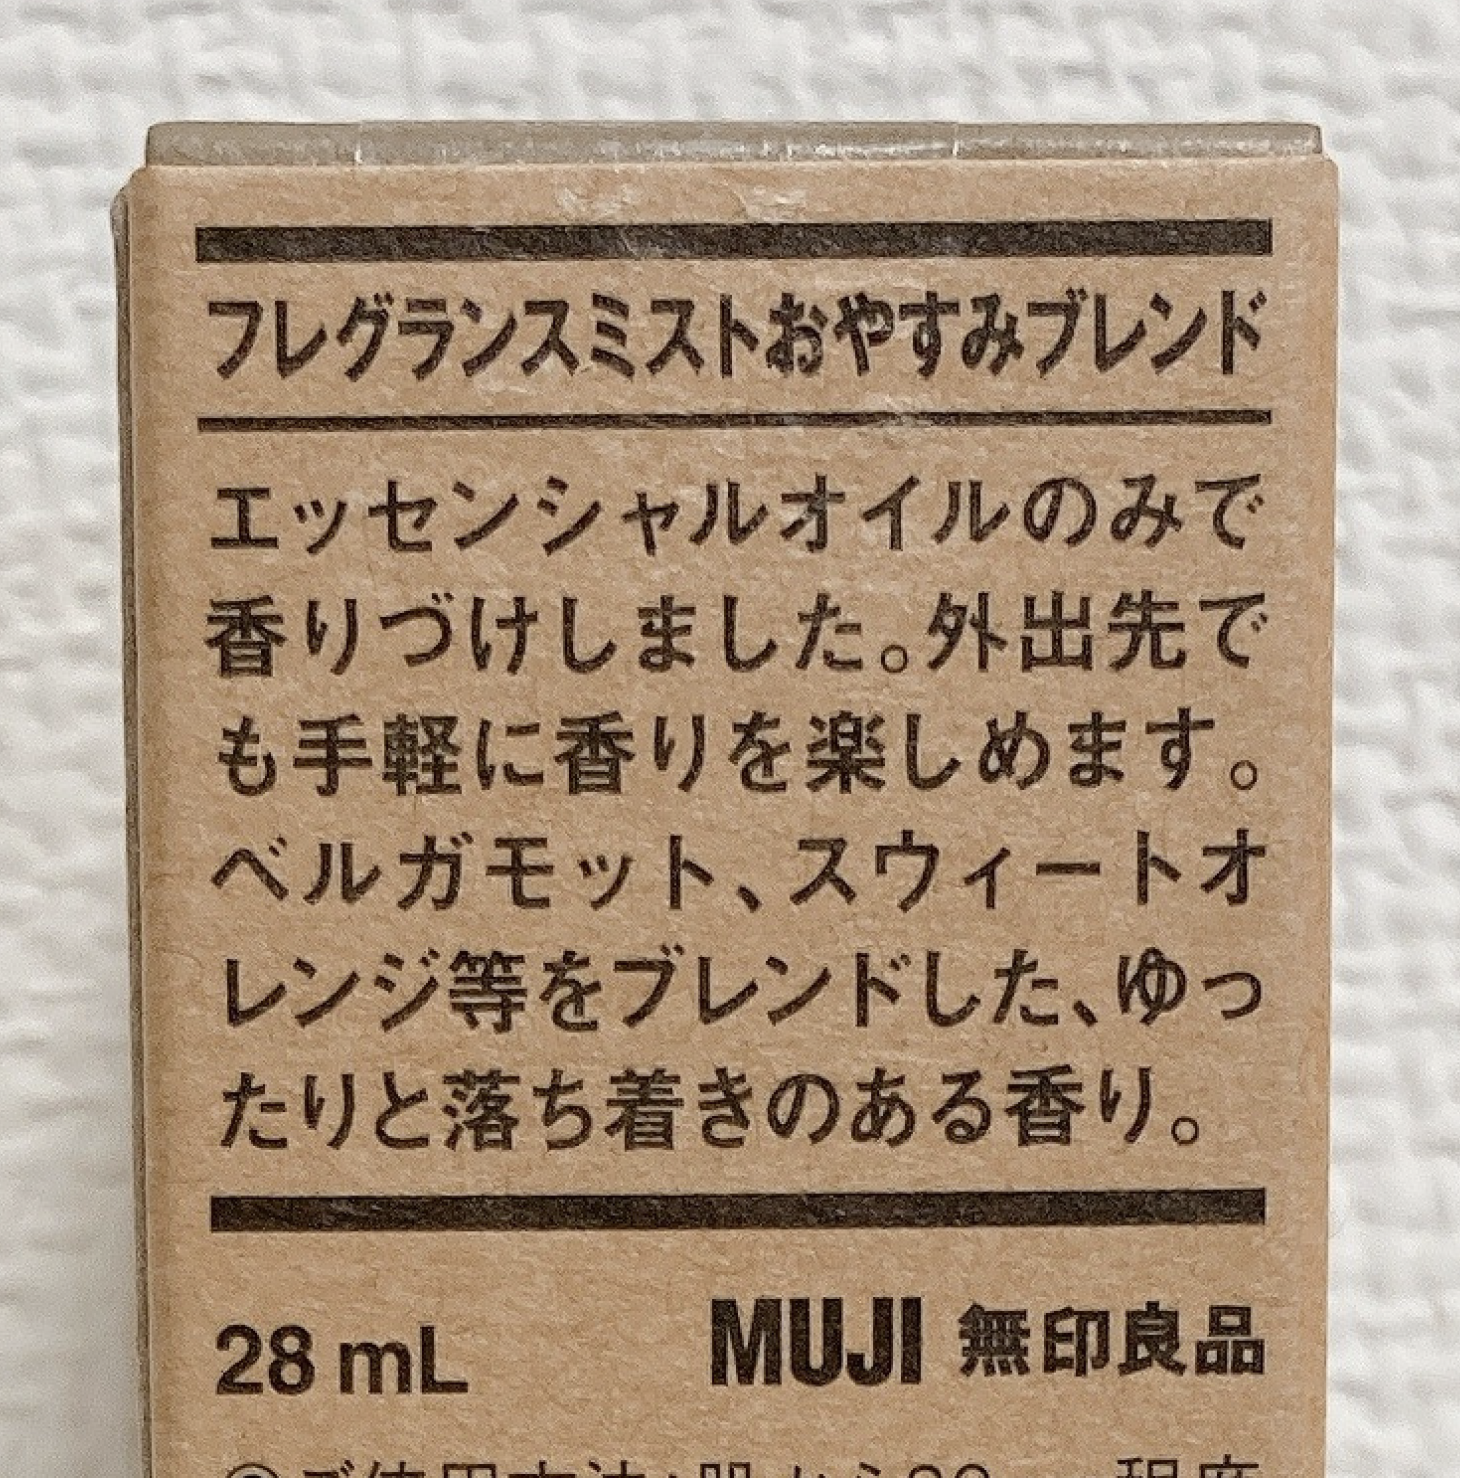 フレグランスミストおやすみブレンド
エッセンシャルオイルのみで
香りづけしました。外出先で
も手軽に香りを楽しめます。
ベルガモット、スウィートオ
レンジ等をブレンドした、ゆっ
たりと落ち着きのある香り。
28 mL
MUJI 無印良品